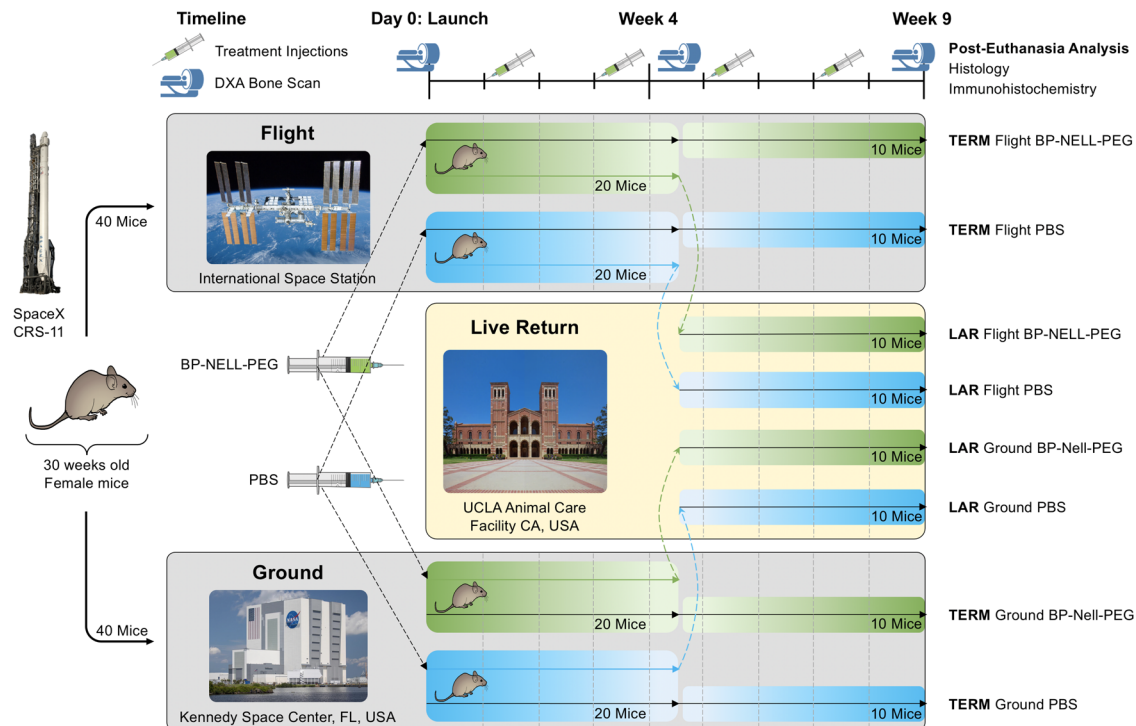 Timeline
Day 0: Launch
Week 4
Week 9
Treatment Injections
DXA Bone Scan
Post-Euthanasia Analysis
Histology
Immunohistochemistry
SpaceX
CRS-11
40 Mice
Flight
International Space Station
20 Mice
10 Mice
TERM Flight BP-NELL-PEG
20 Mice
10 Mice
TERM Flight PBS
30 weeks old
Female mice
BP-NELL-PEG
PBS
Live Return
UCLA Animal Care
Facility CA, USA
10 Mice
LAR Flight BP-NELL-PEG
10 Mice
LAR Flight PBS
10 Mice
LAR Ground BP-Nell-PEG
10 Mice
LAR Ground PBS
40 Mice
Ground
NASA
Kennedy Space Center, FL, USA
20 Mice
10 Mice
TERM Ground BP-Nell-PEG
20 Mice
10 Mice
TERM Ground PBS